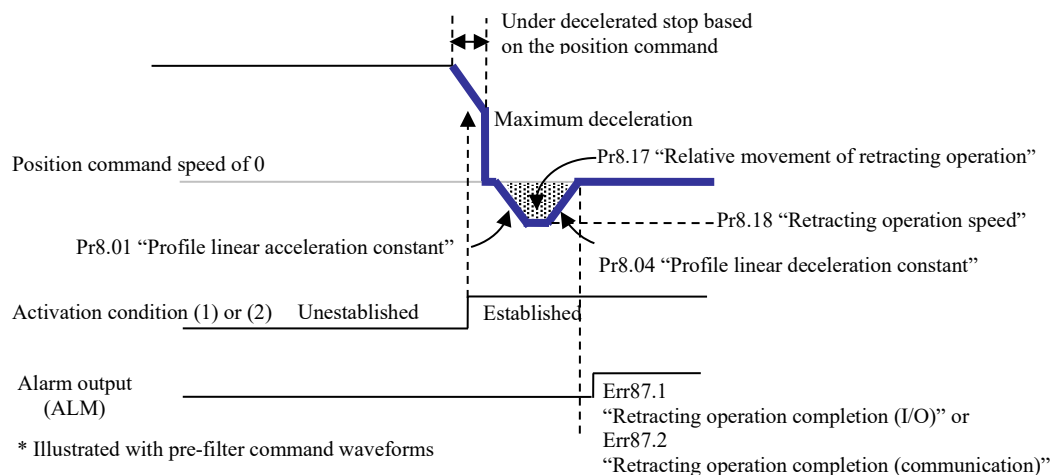 Under decelerated stop based
on the position command
Maximum deceleration
Position command speed of 0
Pr8.17 “Relative movement of retracting operation”
Pr8.18 “Retracting operation speed”
Pr8.01 “Profile linear acceleration constant”
Pr8.04 “Profile linear deceleration constant”
Activation condition (1) or (2) Unestablished Established
Alarm output
(ALM)
Err87.1
“Retracting operation completion (I/O)” or
Err87.2
“Retracting operation completion (communication)”
* Illustrated with pre-filter command waveforms